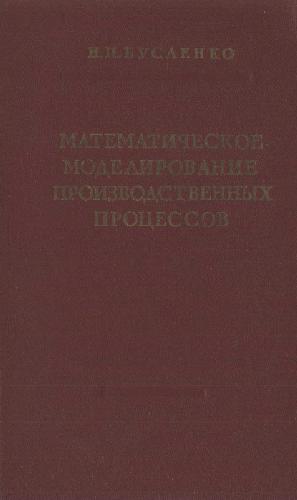 Н.П.БУСЛЕНКО
МАТЕМАТИЧЕСКОЕ
МОДЕЛИРОВАНИЕ
ПРОИЗВОДСТВЕННЫХ
ПРОЦЕССОВ